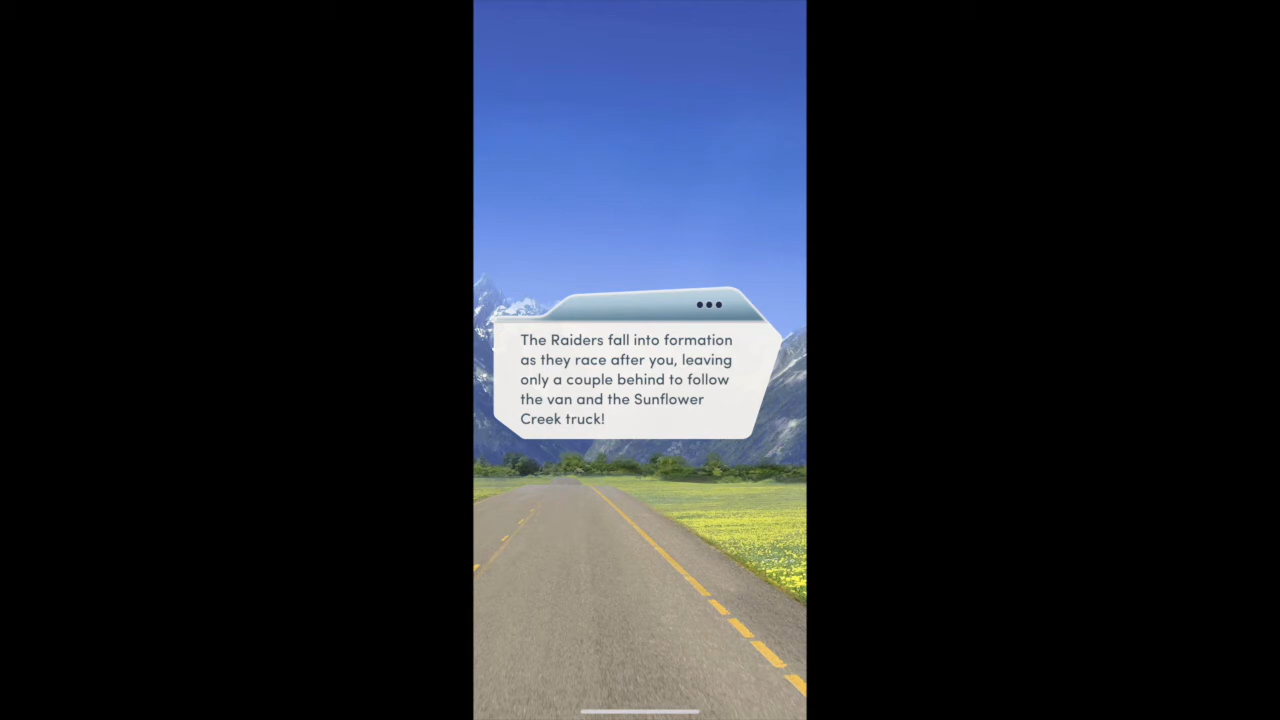 The Raiders fall into formation
as they race after you, leaving
only a couple behind to follow
the van and the Sunflower
Creek truck!